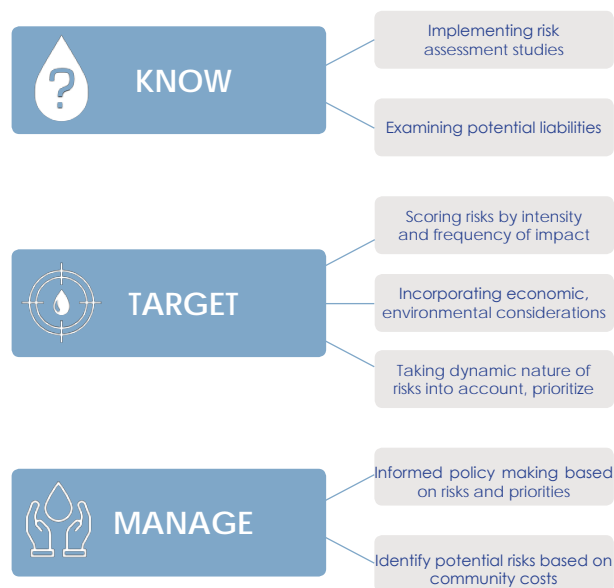 KNOW
Implementing risk
assessment studies
Examining potential liabilities
TARGET
Scoring risks by intensity
and frequency of impact
Incorporating economic,
environmental considerations
Taking dynamic nature of
risks into account, prioritize
MANAGE
Informed policy making based
on risks and priorities
Identify potential risks based on
community costs